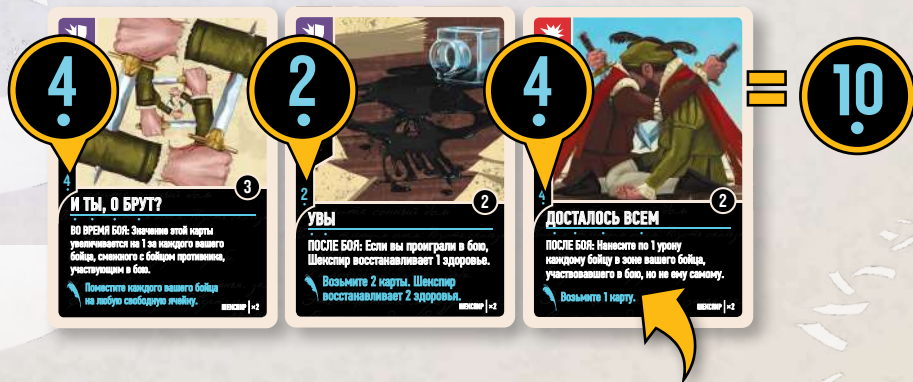 4
2
4
=
10
4
3
И ТЫ, О БРУТ?
ВО ВРЕМЯ БОЯ: Значение этой карты
увеличивается на 1 за каждого вашего
бойца, смежного с бойцом противника,
участвующим в бою.
Поместите каждого вашего бойца
на любую свободную ячейку.
ШЕКСПИР | ×2
2
2
УВЫ
ПОСЛЕ БОЯ: Если вы проиграли в бою,
Шекспир восстанавливает 1 здоровье.
Возьмите 2 карты. Шекспир
восстанавливает 2 здоровья.
ШЕКСПИР | ×2
4
2
ДОСТАЛОСЬ ВСЕМ
ПОСЛЕ БОЯ: Нанесите по 1 урону
каждому бойцу в зоне вашего бойца,
участвовавшего в бою, но не ему самому.
Возьмите 1 карту.
ШЕКСПИР | ×2